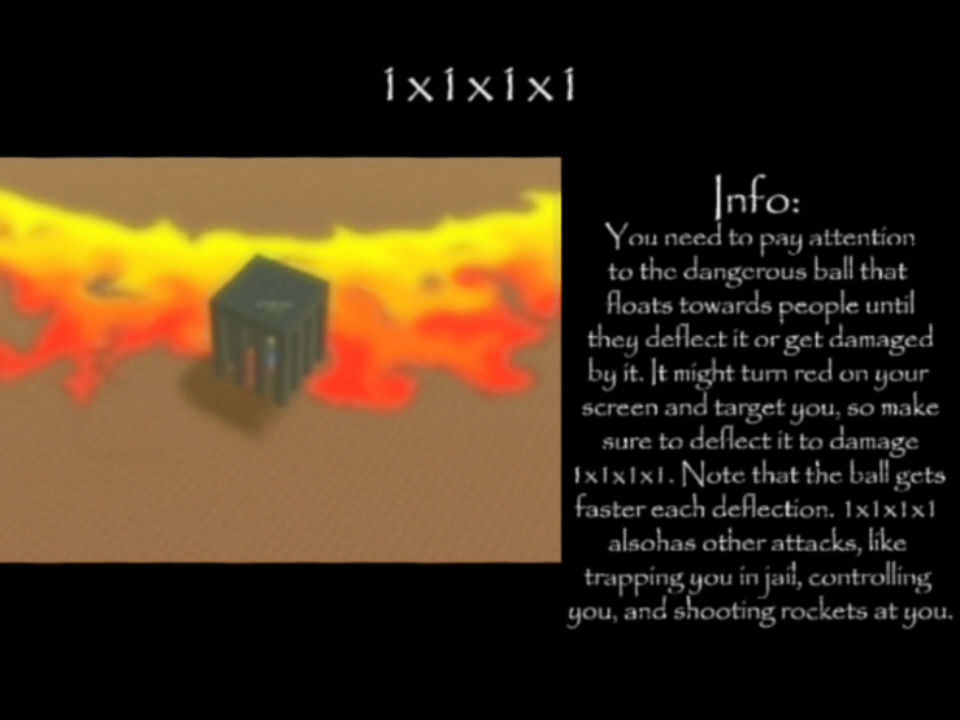 1x1x1x1
Info:
You need to pay attention
to the dangerous ball that
floats towards people until
they deflect it or get damaged
by it. It might turn red on your
screen and target you, so make
sure to deflect it to damage
1x1x1x1. Note that the ball gets
faster each deflection. 1x1x1x1
alsohas other attacks, like
trapping you in jail, controlling
you, and shooting rockets at you.